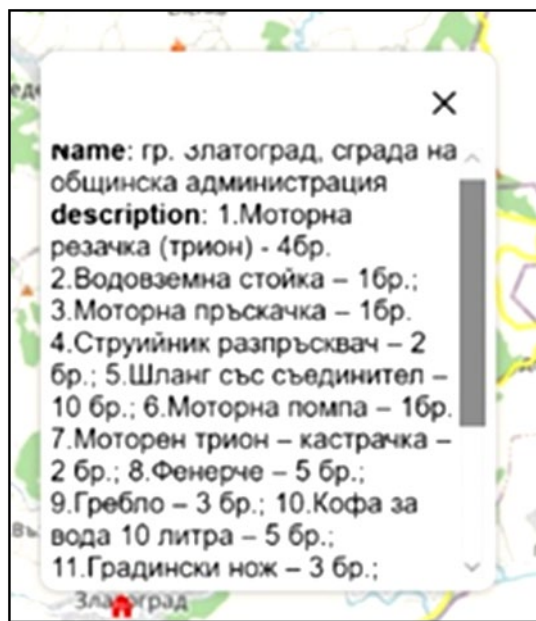 Name: гр. Златоград, сграда на
общинска администрация
description: 1.Моторна
резачка (трион) - 4бр.
2.Водовземна стойка – 1бр.;
3.Моторна пръскачка – 1бр.
4.Струийник разпръсквач – 2
бр.; 5.Шланг със съединител –
10 бр.; 6.Моторна помпа – 1бр.
7.Моторен трион – кастрачка –
2 бр.; 8.Фенерче – 5 бр.;
9.Гребло – 3 бр.; 10.Кофа за
вода 10 литра – 5 бр.;
11.Градински нож – 3 бр.;
Златоград